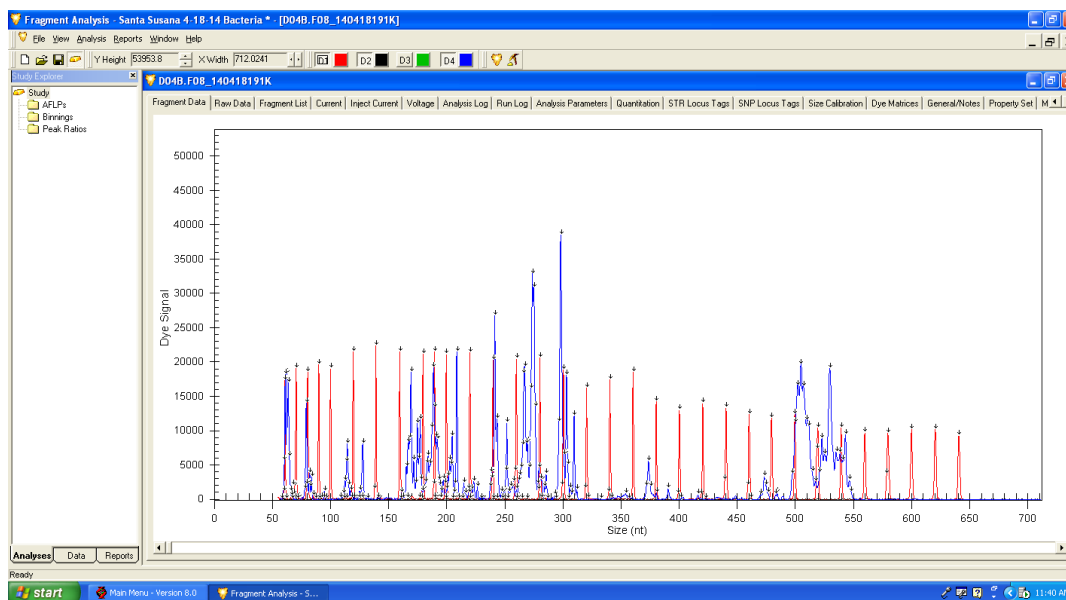 Fragment Analysis - Santa Susana 4-18-14 Bacteria * - [D04B.F08_140418191K]
File View Analysis Reports Window Help
Y Height 53953.8 X Width 712.0241 D1 D2 D3 D4
Study Explorer
Study
AFLPs
Binnings
Peak Ratios
D04B.F08_140418191K
Fragment Data Raw Data Fragment List Current Inject Current Voltage Analysis Log Run Log Analysis Parameters Quantitation STR Locus Tags SNP Locus Tags Size Calibration Dye Matrices General/Notes Property Set M
50000
45000
40000
35000
30000
25000
20000
15000
10000
5000
0
Dye Signal
0 50 100 150 200 250 300 350 400 450 500 550 600 650 700
Size (nt)
Analyses Data Reports
Ready
start Main Menu - Version 8.0 Fragment Analysis - S... 11:40 AM